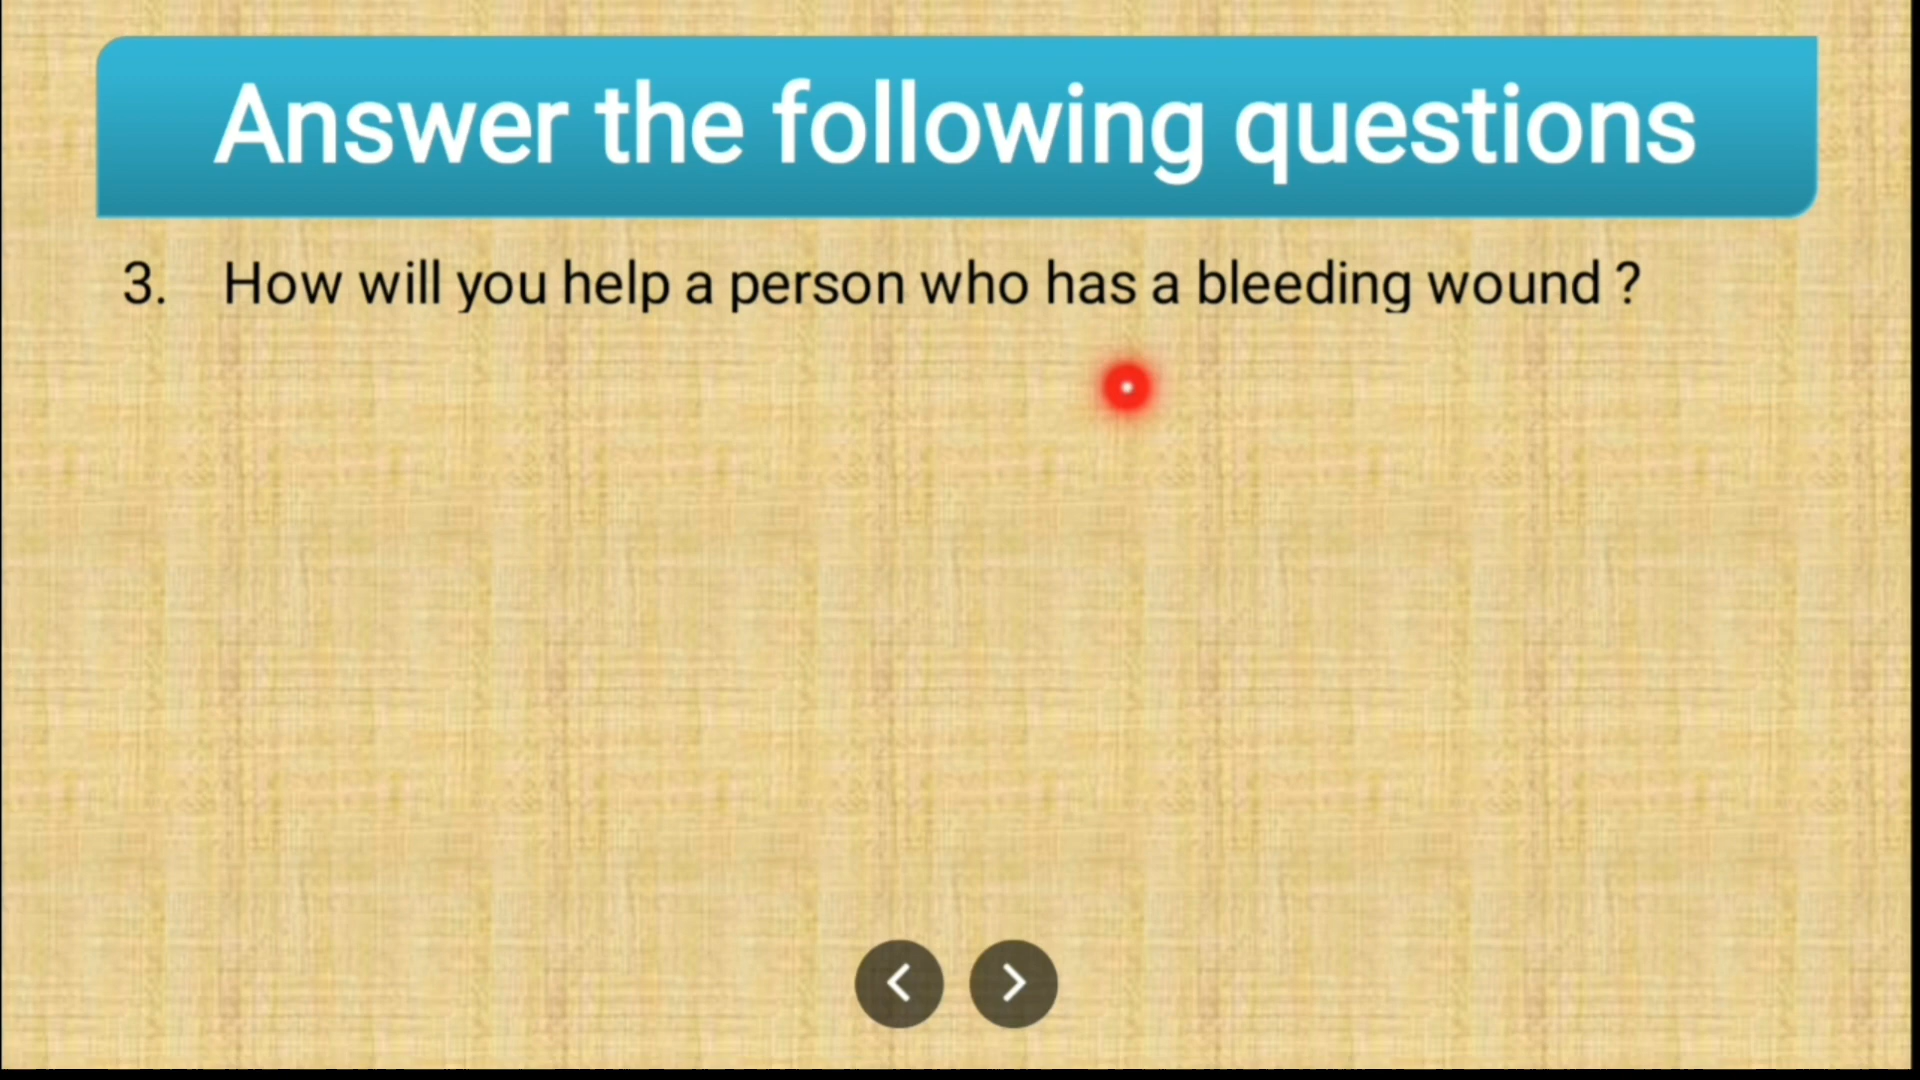 Answer the following questions
3. How will you help a person who has a bleeding wound ?